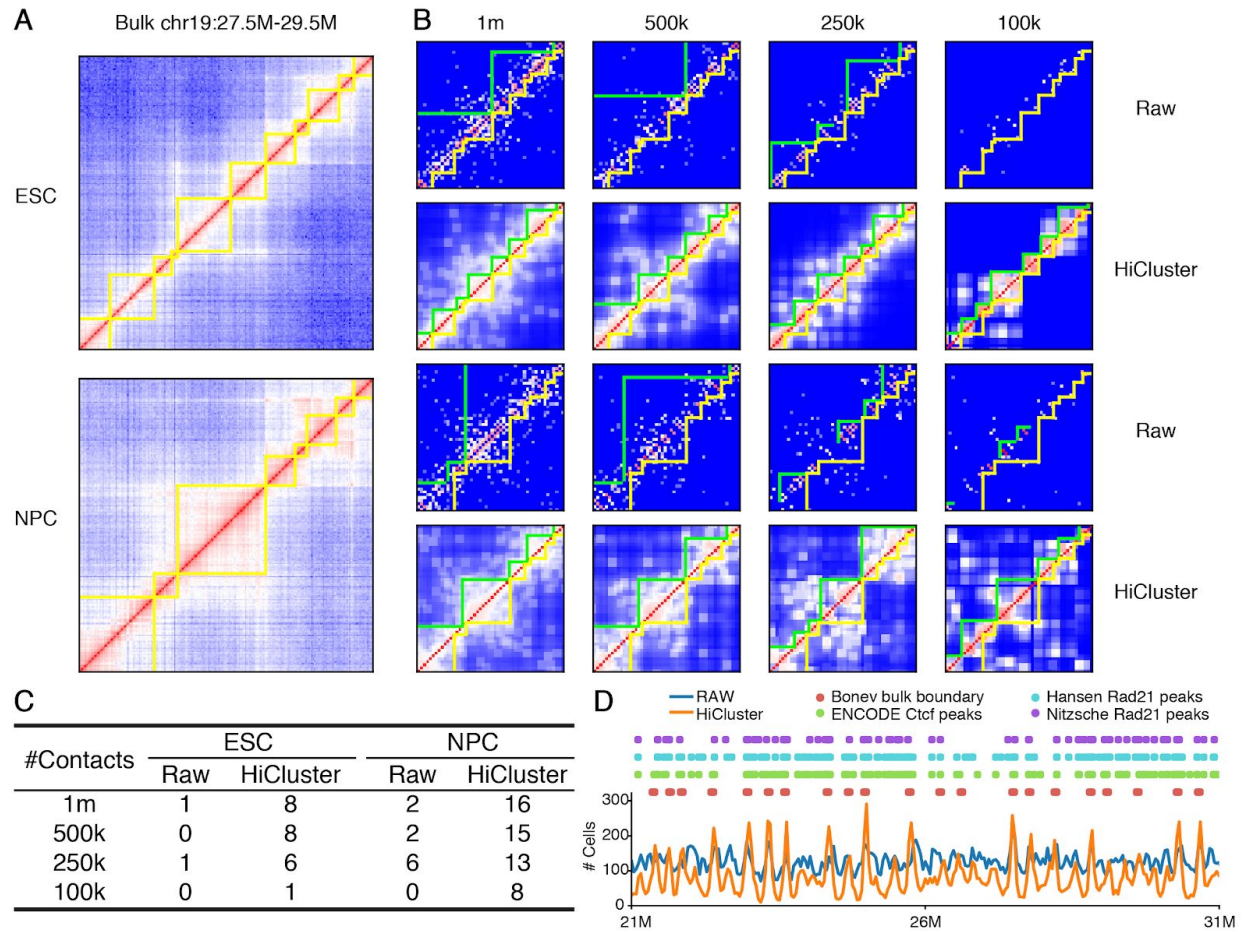 A
Bulk chr19:27.5M-29.5M
ESC
NPC
B
1m 500k 250k 100k
Raw
HiCluster
Raw
HiCluster
C
#Contacts ESC NPC
Raw HiCluster Raw HiCluster
1m 1 8 2 16
500k 0 8 2 15
250k 1 6 6 13
100k 0 1 0 8
D
RAW Bonev bulk boundary Hansen Rad21 peaks
HiCluster ENCODE Ctcf peaks Nitzsche Rad21 peaks
# Cells
300
200
100
0
21M 26M 31M